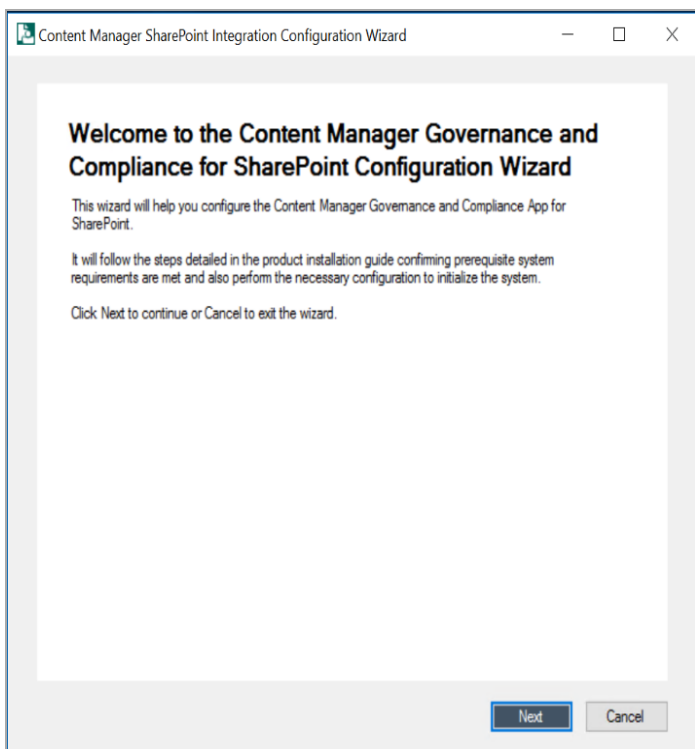 Content Manager SharePoint Integration Configuration Wizard
Welcome to the Content Manager Governance and
Compliance for SharePoint Configuration Wizard
This wizard will help you configure the Content Manager Governance and Compliance App for
SharePoint.
It will follow the steps detailed in the product installation guide confirming prerequisite system
requirements are met and also perform the necessary configuration to initialize the system.
Click Next to continue or Cancel to exit the wizard.
Next
Cancel